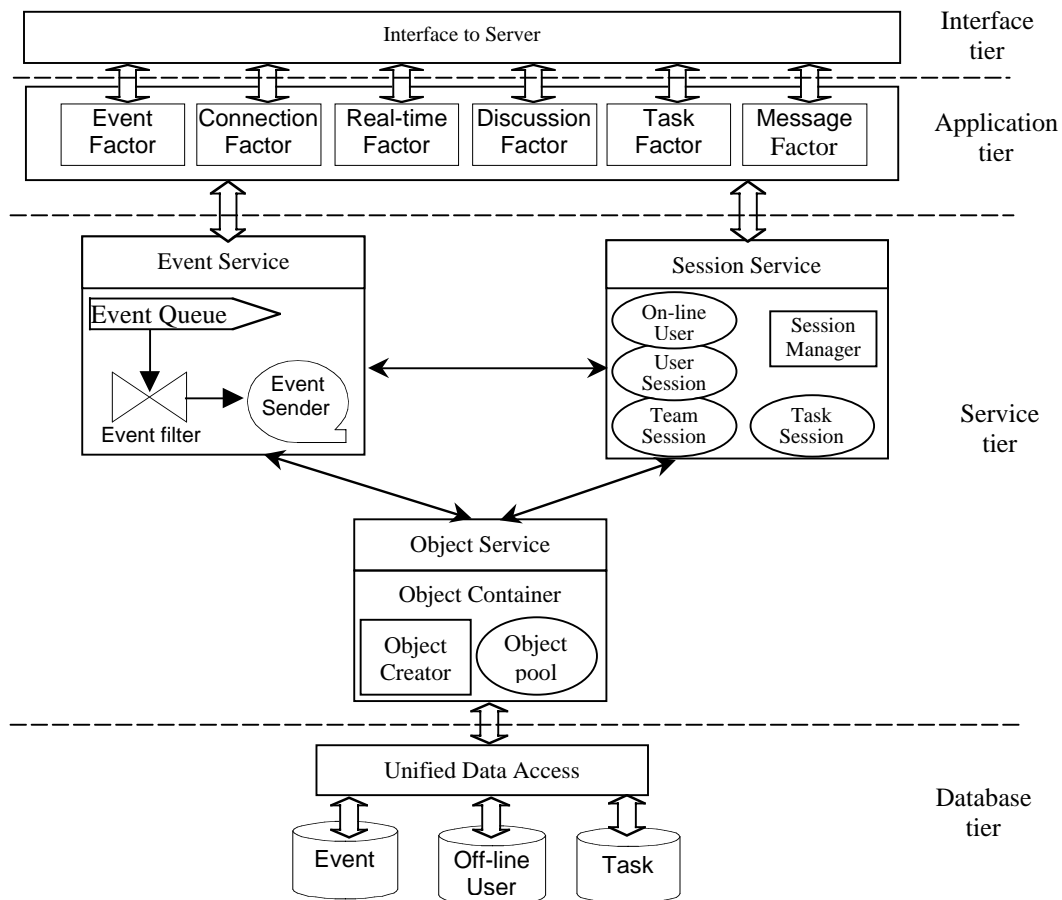 Interface to Server
Interface
tier
Event
Factor
Connection
Factor
Real-time
Factor
Discussion
Factor
Task
Factor
Message
Factor
Application
tier
Event Service
Event Queue
Event filter
Event
Sender
Session Service
On-line
User
User
Session
Team
Session
Session
Manager
Task
Session
Service
tier
Object Service
Object Container
Object
Creator
Object
pool
Unified Data Access
Event
Off-line
User
Task
Database
tier